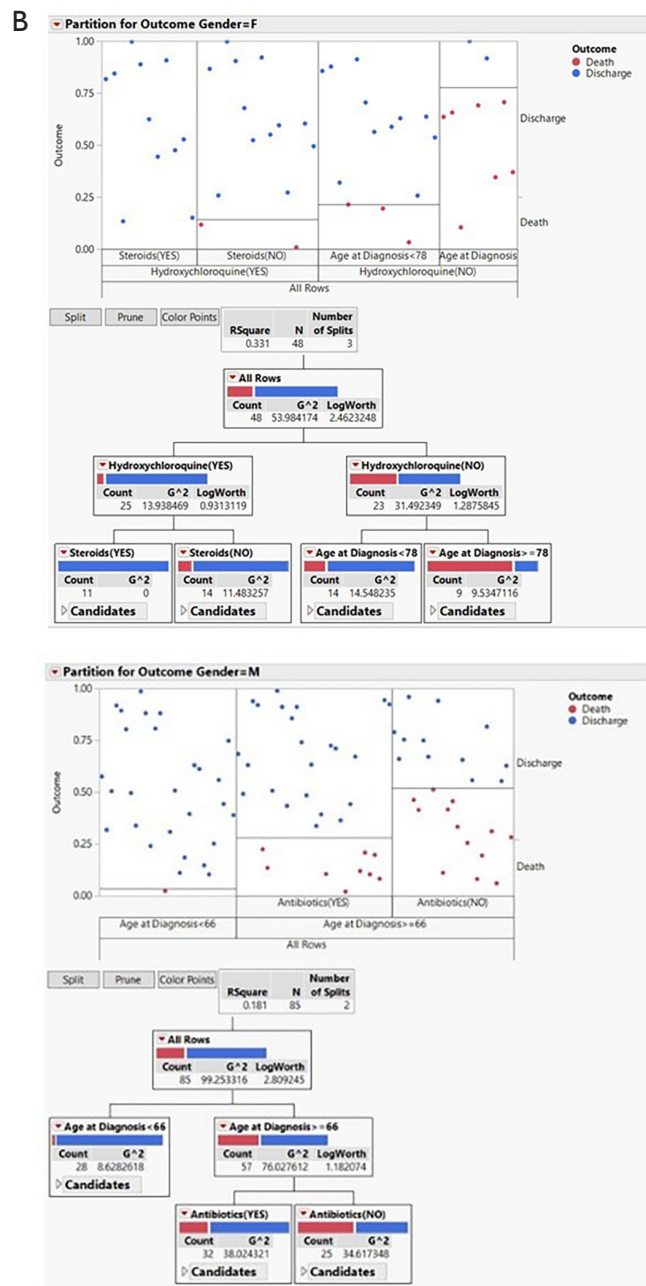 B
Partition for Outcome Gender=F
1.00
0.75
0.50
0.25
0.00
Outcome
Outcome
Death
Discharge
Discharge
Death
Steroids(YES) Steroids(NO) Age at Diagnosis<78 Age at Diagnosis
Hydroxychloroquine(YES) Hydroxychloroquine(NO)
All Rows
Split Prune Color Points
RSquare N Number of Splits
0.331 48 3
All Rows
Count G^2 LogWorth
48 53.984174 2.4623248
Hydroxychloroquine(YES) Hydroxychloroquine(NO)
Count G^2 LogWorth Count G^2 LogWorth
25 13.938469 0.9313119 23 31.492349 1.2875845
Steroids(YES) Steroids(NO) Age at Diagnosis<78 Age at Diagnosis>=78
Count G^2 Count G^2 Count G^2 Count G^2
11 0 14 11.483257 14 14.548235 9 9.5347116
Candidates Candidates Candidates Candidates
Partition for Outcome Gender=M
1.00
0.75
0.50
0.25
0.00
Outcome
Outcome
Death
Discharge
Discharge
Death
Antibiotics(YES) Antibiotics(NO)
Age at Diagnosis<66 Age at Diagnosis>=66
All Rows
Split Prune Color Points
RSquare N Number of Splits
0.181 85 2
All Rows
Count G^2 LogWorth
85 99.253316 2.809245
Age at Diagnosis<66 Age at Diagnosis>=66
Count G^2 Count G^2 LogWorth
28 8.6282618 57 76.027612 1.182074
Candidates
Antibiotics(YES) Antibiotics(NO)
Count G^2 Count G^2
32 38.024321 25 34.617348
Candidates Candidates